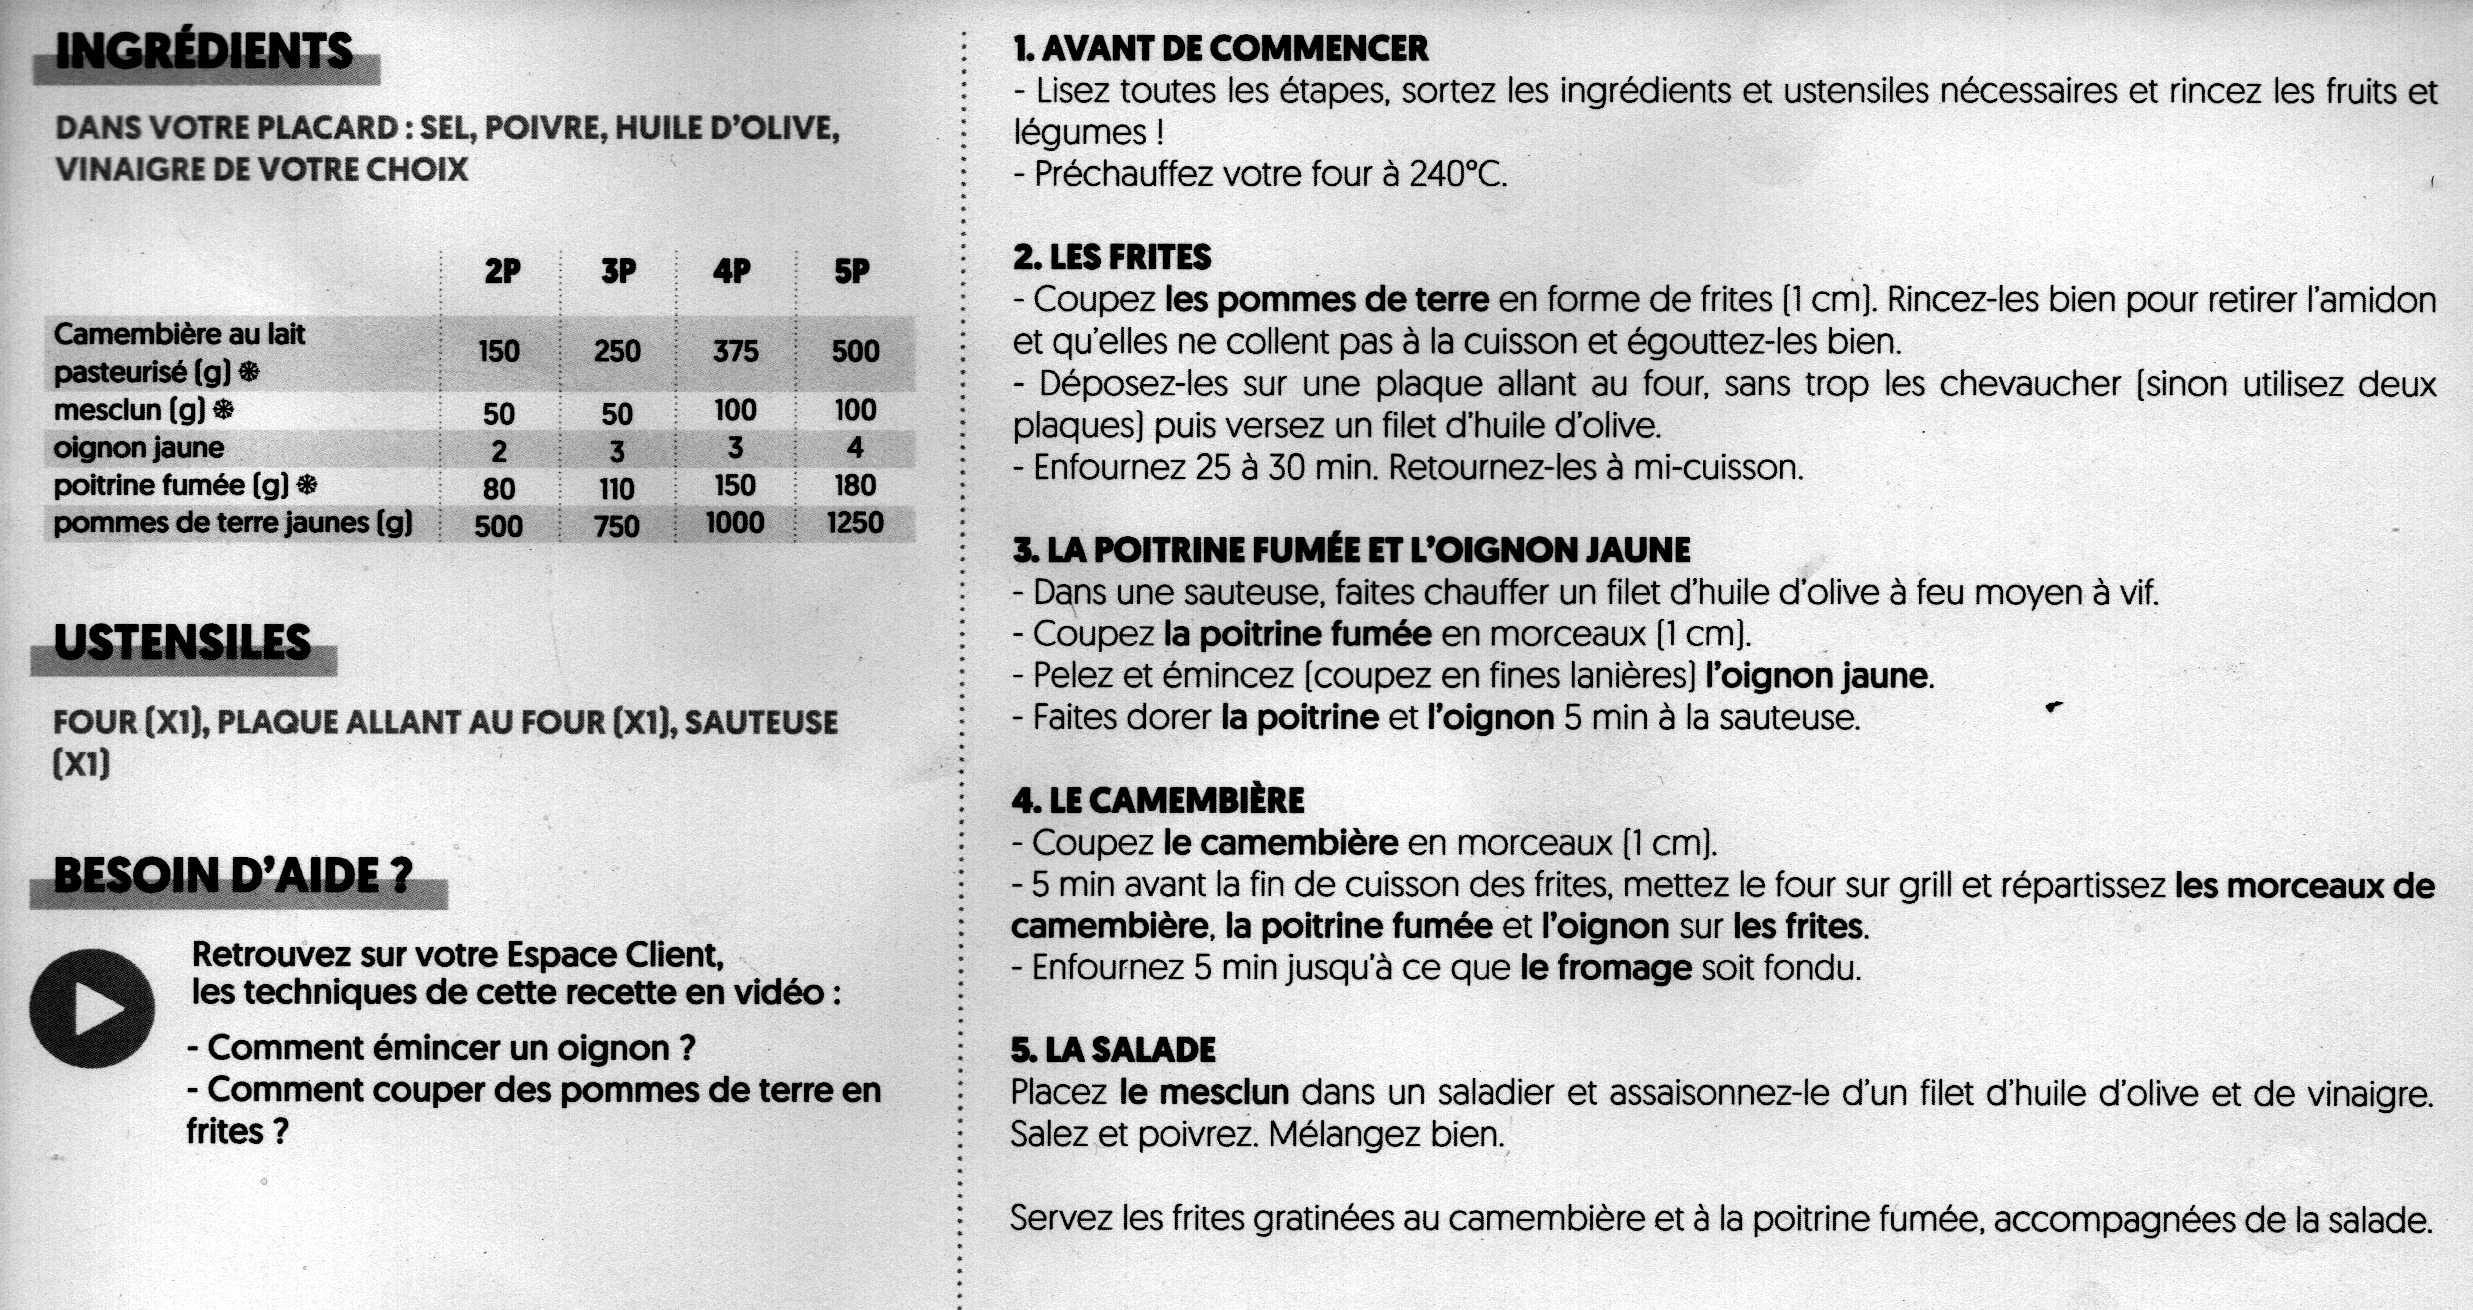 INGRÉDIENTS
DANS VOTRE PLACARD : SEL, POIVRE, HUILE D'OLIVE,
VINAIGRE DE VOTRE CHOIX
2P 3P 4P 5P
Camembière au lait
pasteurisé (g) ❄ 150 250 375 500
mesclun (g) ❄ 50 50 100 100
oignon jaune 2 3 3 4
poitrine fumée (g) ❄ 80 110 150 180
pommes de terre jaunes (g) 500 750 1000 1250
USTENSILES
FOUR (X1), PLAQUE ALLANT AU FOUR (X1), SAUTEUSE
(X1)
BESOIN D'AIDE ?
Retrouvez sur votre Espace Client,
les techniques de cette recette en vidéo :
- Comment émincer un oignon ?
- Comment couper des pommes de terre en
frites ?
1. AVANT DE COMMENCER
- Lisez toutes les étapes, sortez les ingrédients et ustensiles nécessaires et rincez les fruits et
légumes !
- Préchauffez votre four à 240°C.
2. LES FRITES
- Coupez les pommes de terre en forme de frites (1 cm). Rincez-les bien pour retirer l'amidon
et qu'elles ne collent pas à la cuisson et égouttez-les bien.
- Déposez-les sur une plaque allant au four, sans trop les chevaucher (sinon utilisez deux
plaques) puis versez un filet d'huile d'olive.
- Enfournez 25 à 30 min. Retournez-les à mi-cuisson.
3. LA POITRINE FUMÉE ET L'OIGNON JAUNE
- Dans une sauteuse, faites chauffer un filet d'huile d'olive à feu moyen à vif.
- Coupez la poitrine fumée en morceaux (1 cm).
- Pelez et émincez (coupez en fines lanières) l'oignon jaune.
- Faites dorer la poitrine et l'oignon 5 min à la sauteuse.
4. LE CAMEMBIÈRE
- Coupez le camembière en morceaux (1 cm).
- 5 min avant la fin de cuisson des frites, mettez le four sur grill et répartissez les morceaux de
camembière, la poitrine fumée et l'oignon sur les frites.
- Enfournez 5 min jusqu'à ce que le fromage soit fondu.
5. LA SALADE
Placez le mesclun dans un saladier et assaisonnez-le d'un filet d'huile d'olive et de vinaigre.
Salez et poivrez. Mélangez bien.
Servez les frites gratinées au camembière et à la poitrine fumée, accompagnées de la salade.